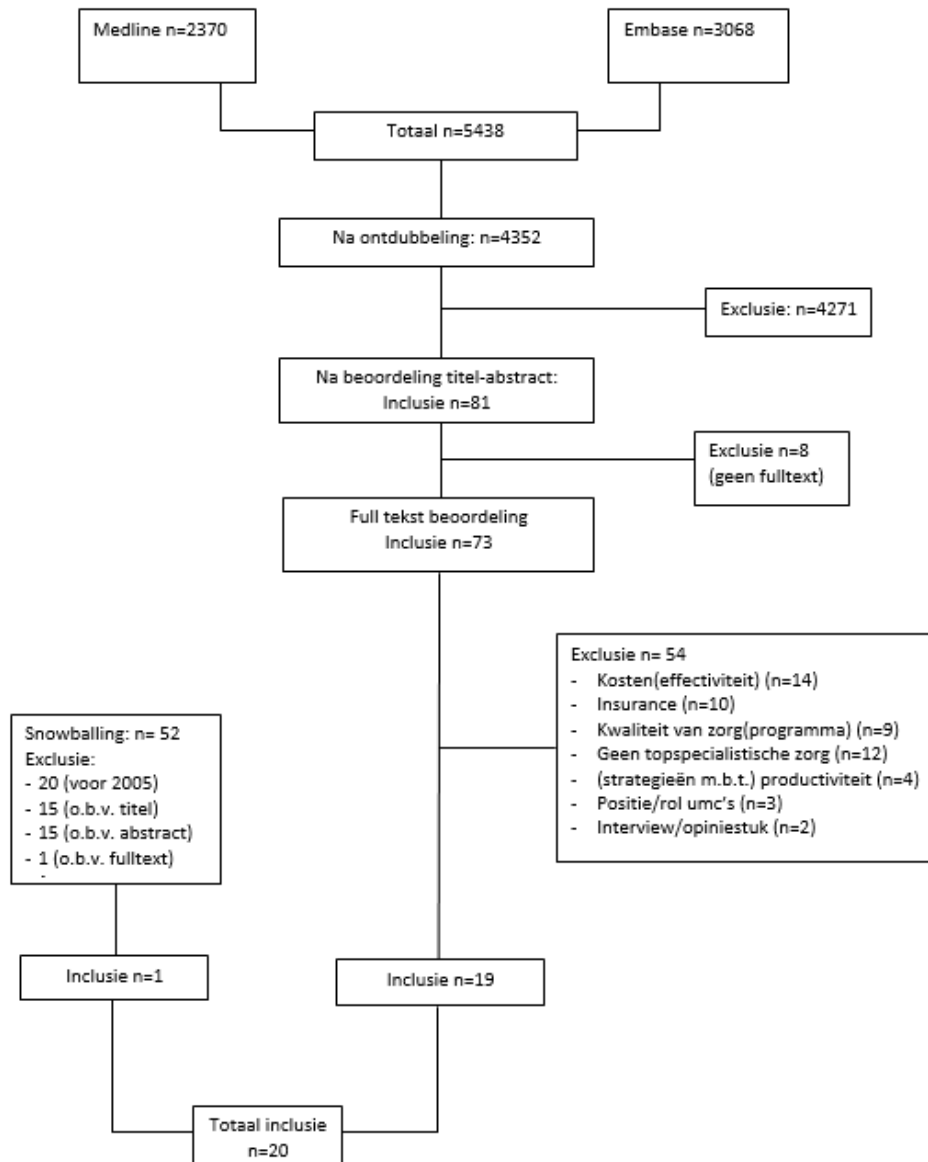 Medline n=2370
Embase n=3068
Totaal n=5438
Na ontdubbeling: n=4352
Exclusie: n=4271
Na beoordeling titel-abstract:
Inclusie n=81
Exclusie n=8
(geen fulltext)
Full tekst beoordeling
Inclusie n=73
Exclusie n= 54
- Kosten(effectiviteit) (n=14)
- Insurance (n=10)
- Kwaliteit van zorg(programma) (n=9)
- Geen topspecialistische zorg (n=12)
- (strategieën m.b.t.) productiviteit (n=4)
- Positie/rol umc's (n=3)
- Interview/opiniestuk (n=2)
Snowballing: n= 52
Exclusie:
- 20 (voor 2005)
- 15 (o.b.v. titel)
- 15 (o.b.v. abstract)
- 1 (o.b.v. fulltext)
-
Inclusie n=1
Inclusie n=19
Totaal inclusie
n=20